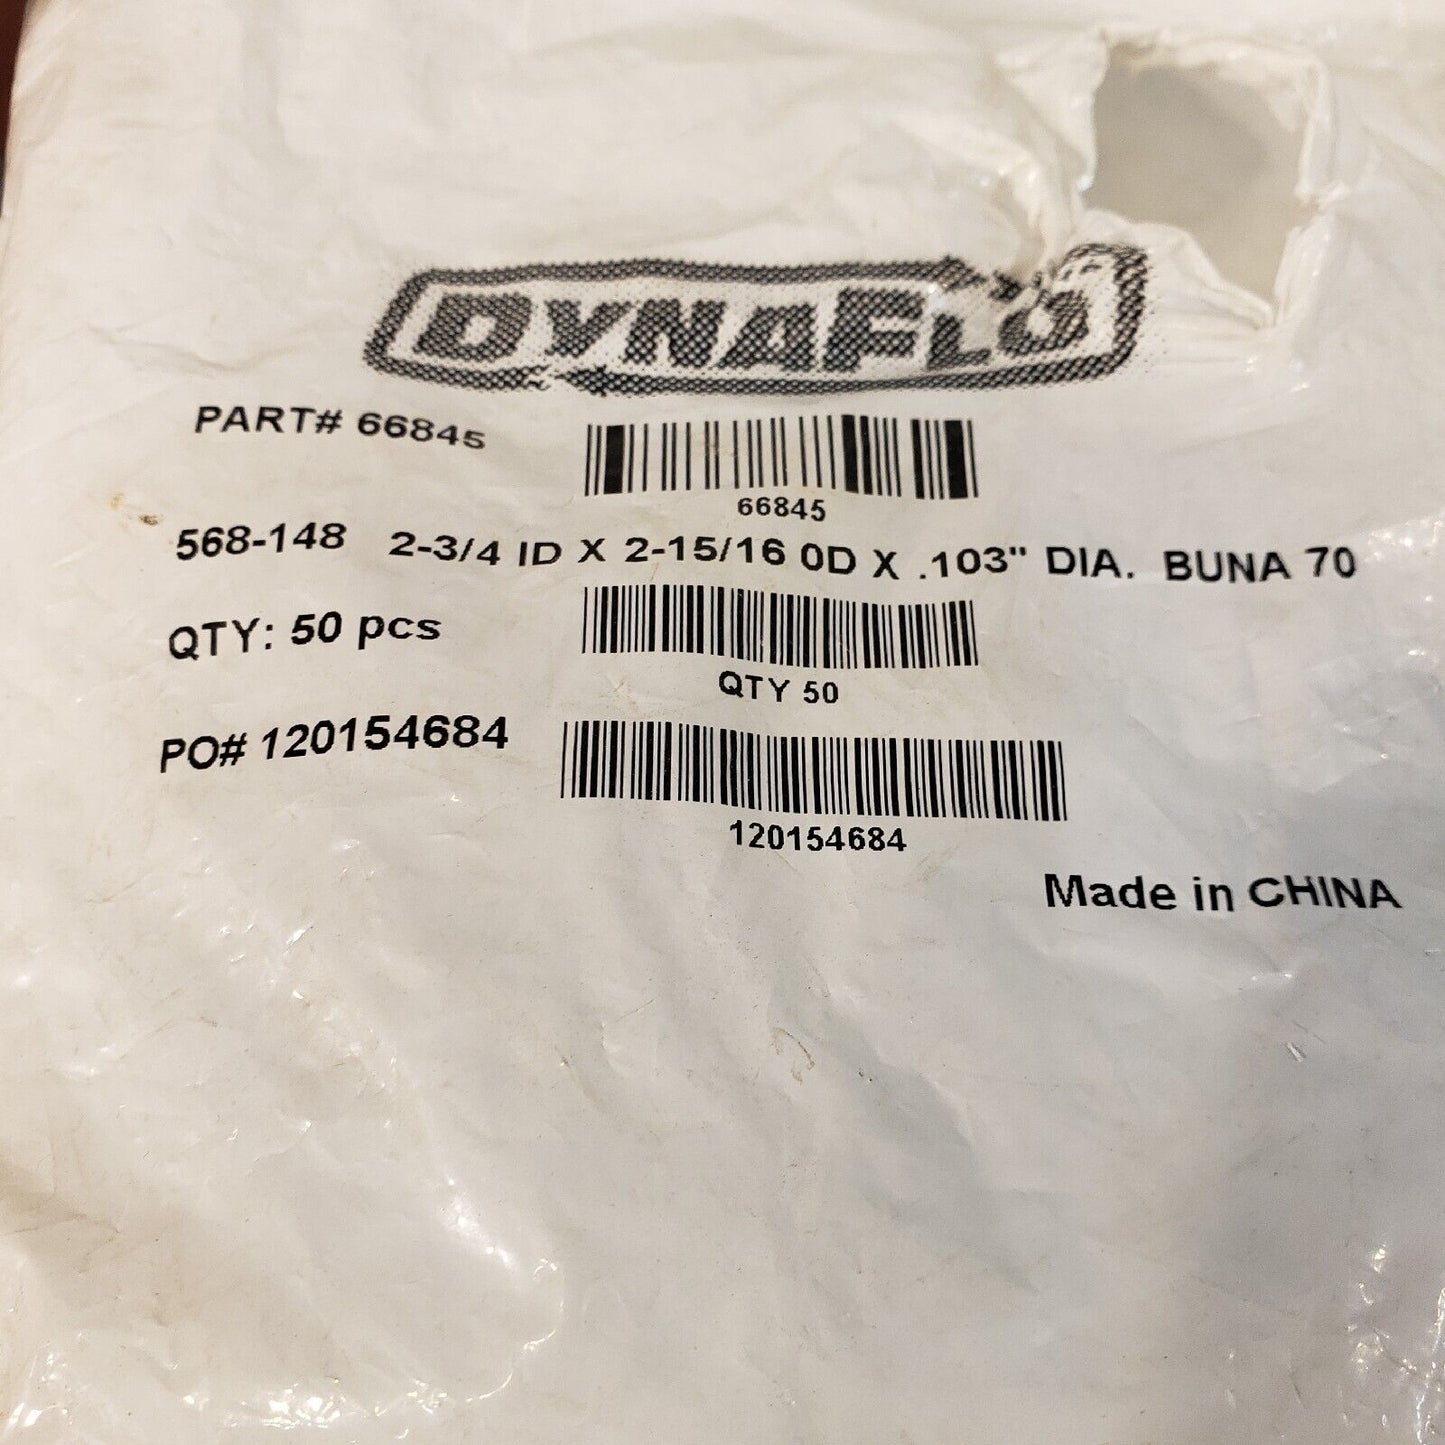 DYNAFLO
PART# 66845
66845
568-148 2-3/4 ID X 2-15/16 OD X .103" DIA. BUNA 70
QTY: 50 pcs
QTY 50
PO# 120154684
120154684
Made in CHINA